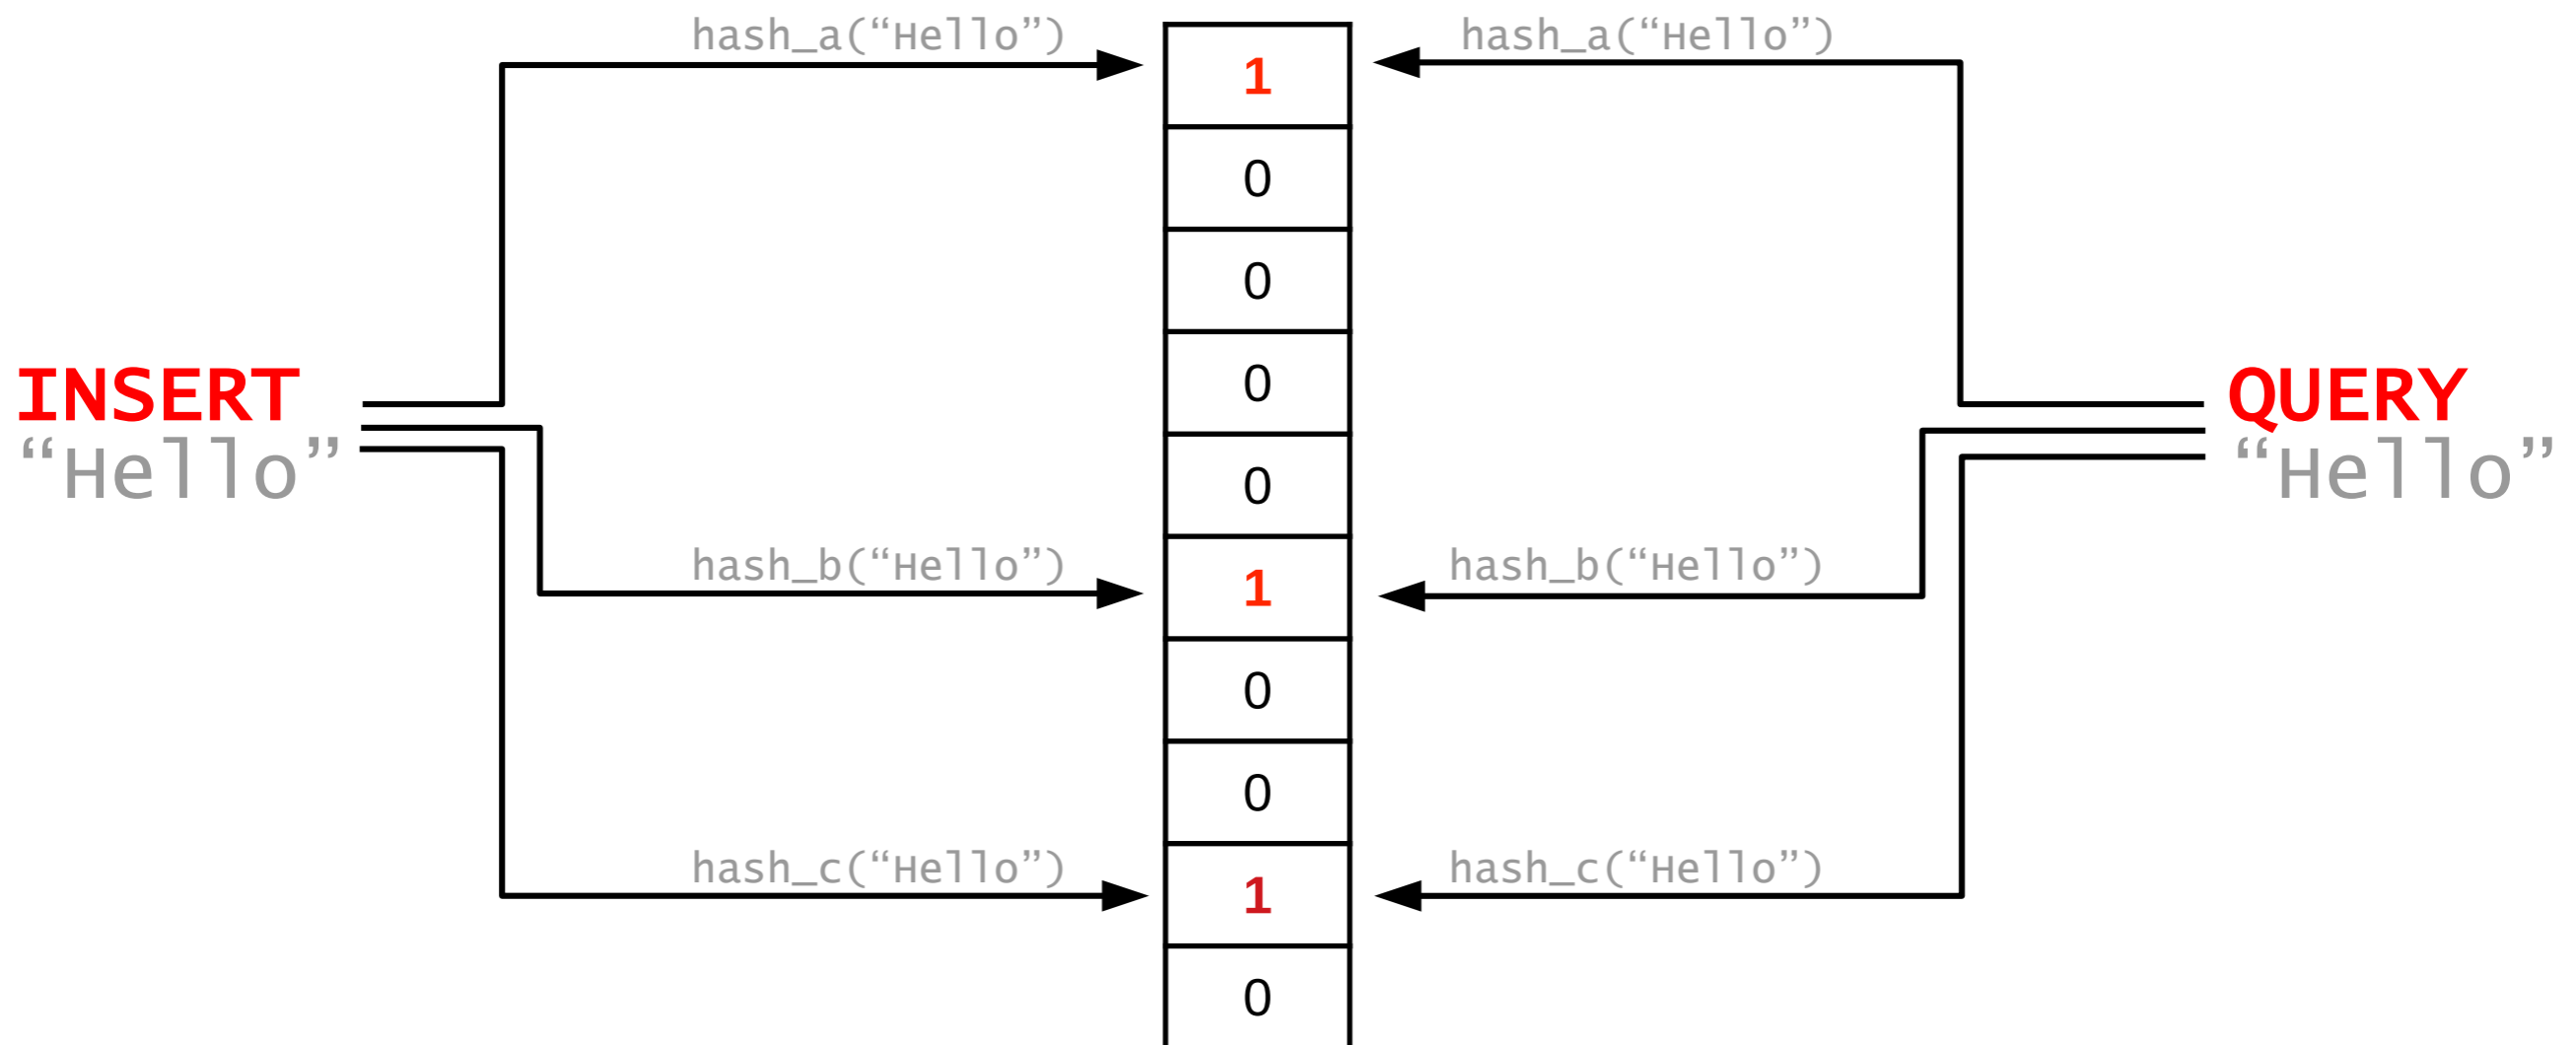 hash_a(“Hello”)
hash_a(“Hello”)
1
0
0
0
INSERT
“Hello”
QUERY
“Hello”
0
hash_b(“Hello”)
hash_b(“Hello”)
1
0
0
hash_c(“Hello”)
hash_c(“Hello”)
1
0